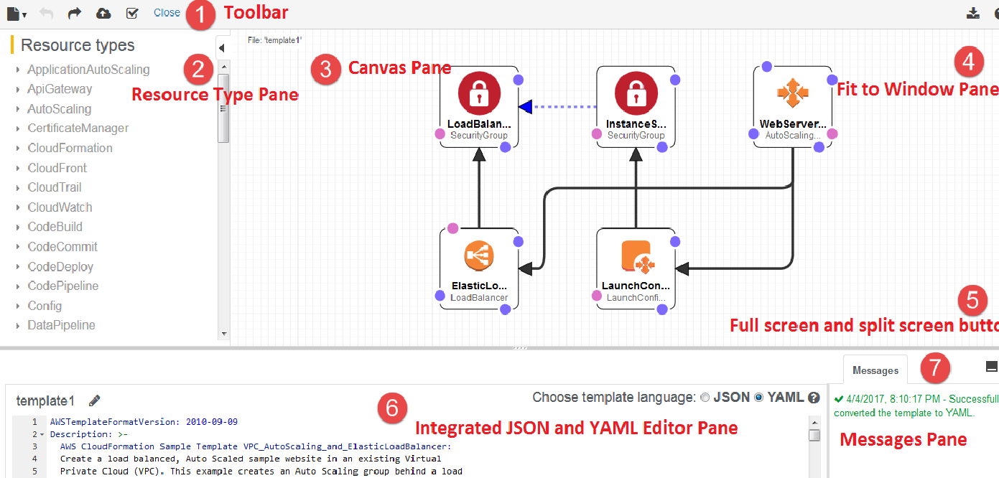 Close
1
Toolbar
Resource types
File: 'template1'
2
Resource Type Pane
3
Canvas Pane
4
Fit to Window Pane
ApplicationAutoScaling
ApiGateway
AutoScaling
CertificateManager
CloudFormation
CloudFront
CloudTrail
CloudWatch
CodeBuild
CodeCommit
CodeDeploy
CodePipeline
Config
DataPipeline
LoadBalan...
SecurityGroup
InstanceS...
SecurityGroup
WebServer...
AutoScaling...
ElasticLo...
LoadBalancer
LaunchCon...
LaunchConfi...
5
Full screen and split screen butto
Messages
7
template1
6
Choose template language: JSON YAML
Integrated JSON and YAML Editor Pane
1 AWSTemplateFormatVersion: 2010-09-09
2 Description: >-
3 AWS CloudFormation Sample Template VPC_AutoScaling_and_ElasticLoadBalancer:
4 Create a load balanced, Auto Scaled sample website in an existing Virtual
5 Private Cloud (VPC). This example creates an Auto Scaling group behind a load
4/4/2017, 8:10:17 PM - Successfull
converted the template to YAML.
Messages Pane